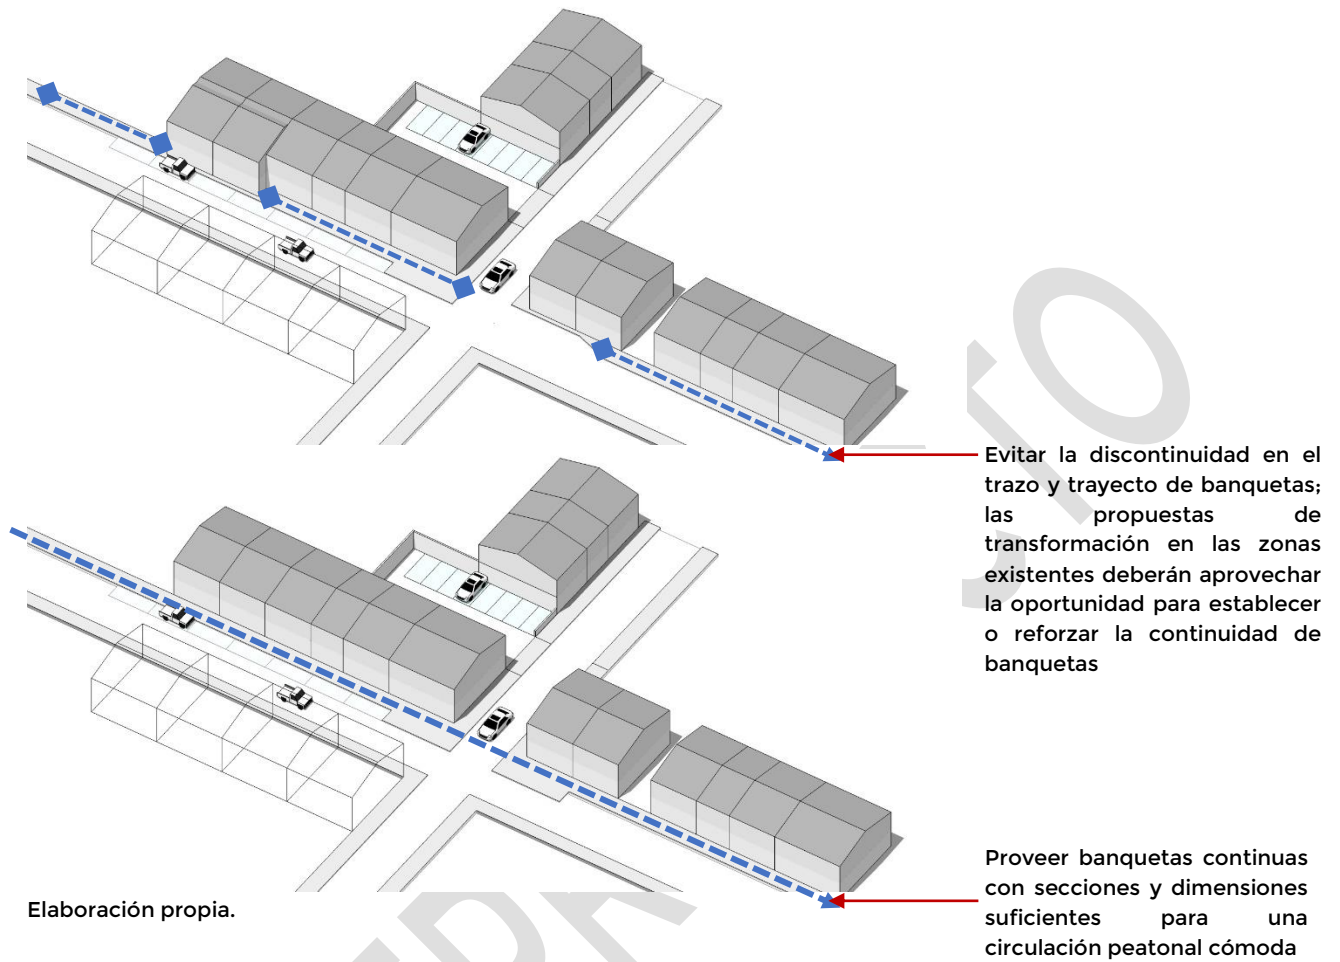 Evitar la discontinuidad en el
trazo y trayecto de banquetas;
las propuestas de
transformación en las zonas
existentes deberán aprovechar
la oportunidad para establecer
o reforzar la continuidad de
banquetas
Proveer banquetas continuas
con secciones y dimensiones
suficientes para una
circulación peatonal cómoda
Elaboración propia.